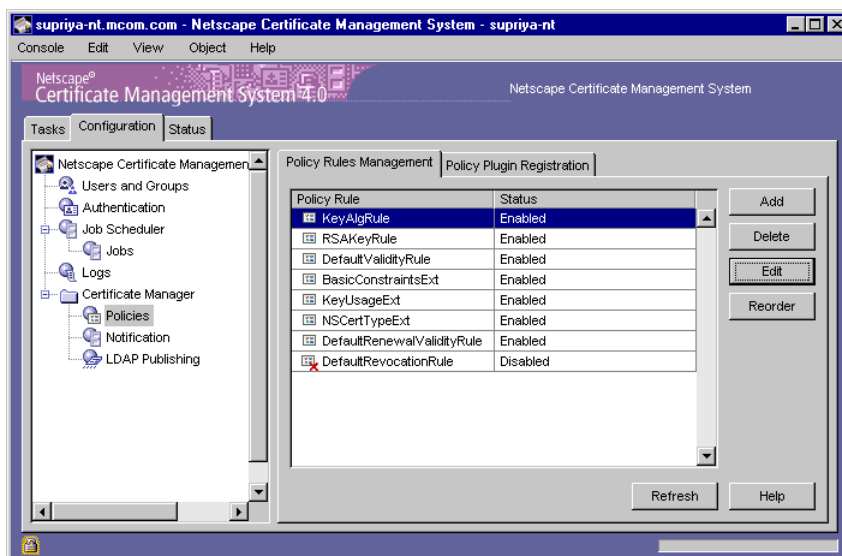 supriya-nt.mcom.com - Netscape Certificate Management System - supriya-nt
Console Edit View Object Help
Netscape®
Certificate Management System 4.0
Netscape Certificate Management System
Tasks Configuration Status
Netscape Certificate Managemen
Users and Groups
Authentication
Job Scheduler
Jobs
Logs
Certificate Manager
Policies
Notification
LDAP Publishing
Policy Rules Management Policy Plugin Registration
Policy Rule Status
KeyAlgRule Enabled
RSAKeyRule Enabled
DefaultValidityRule Enabled
BasicConstraintsExt Enabled
KeyUsageExt Enabled
NSCertTypeExt Enabled
DefaultRenewalValidityRule Enabled
DefaultRevocationRule Disabled
Add
Delete
Edit
Reorder
Refresh Help